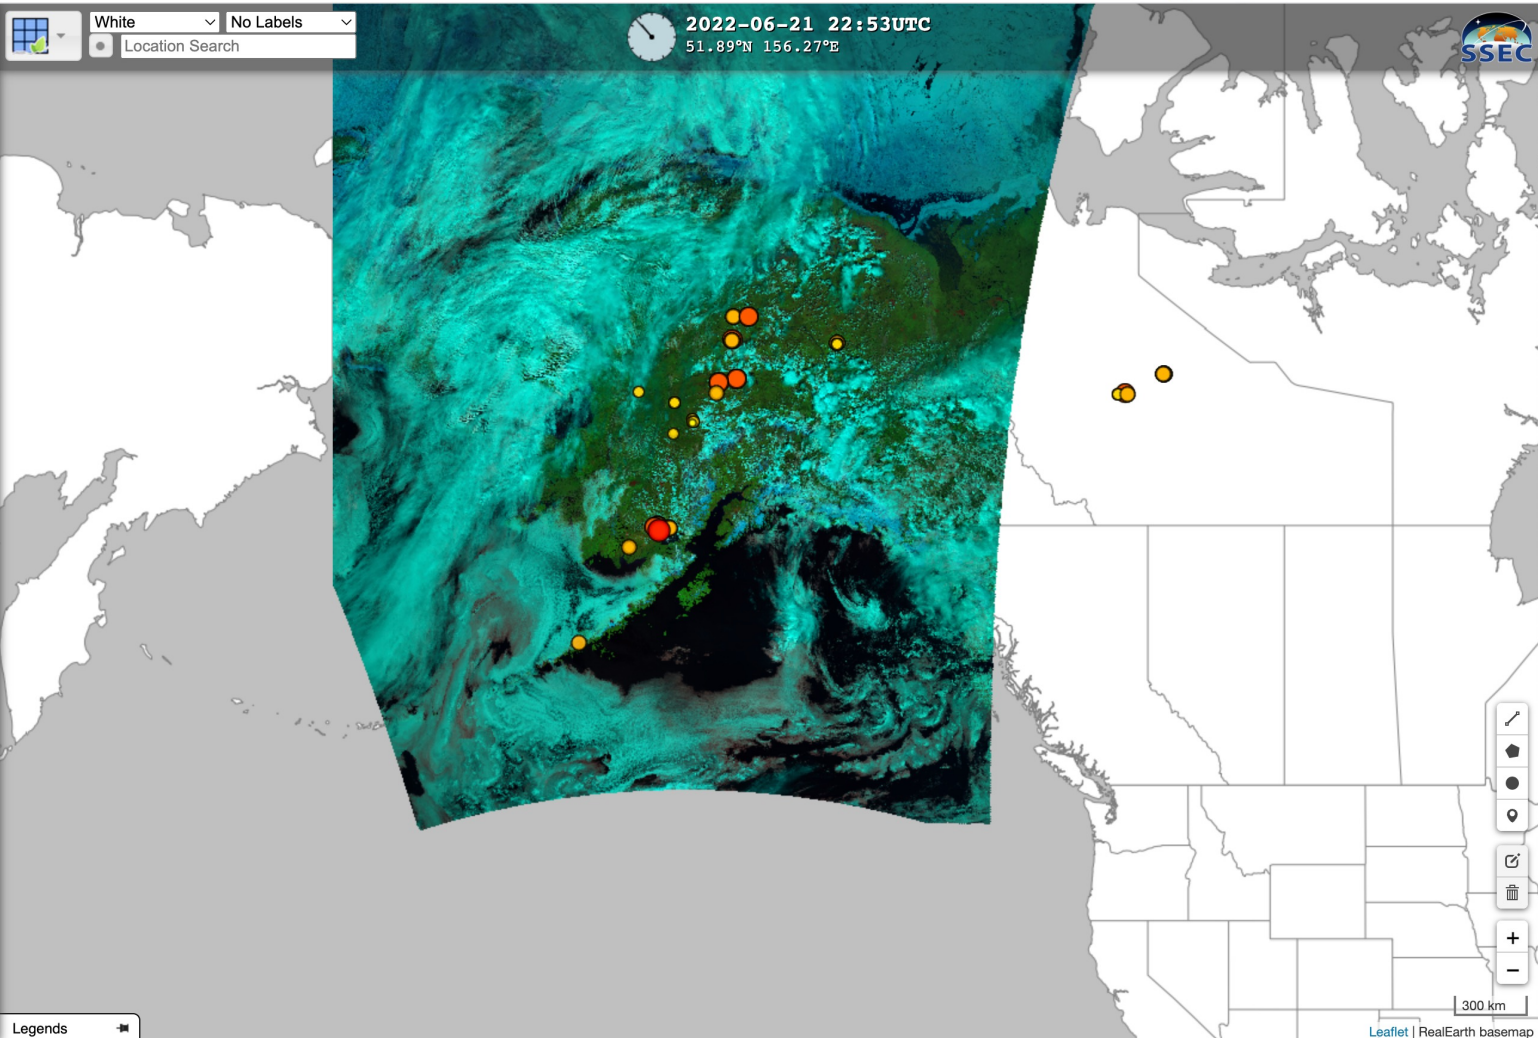 White
No Labels
Location Search
2022-06-21 22:53UTC
51.89°N 156.27°E
SSEC
+
−
300 km
Legends
Leaflet | RealEarth basemap